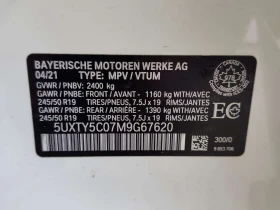 BAYERISCHE MOTOREN WERKE AG
04/21 TYPE: MPV / VTUM
GVWR / PNBV: 2400 kg
GAWR / PNBE: FRONT / AVANT - 1160 kg WITH/AVEC
245/50 R19 TIRES/PNEUS, 7.5J x 19 RIMS/JANTES
GAWR / PNBE: REAR / ARRIERE - 1390 kg WITH/AVEC
245/50 R19 TIRES/PNEUS, 7.5J x 19 RIMS/JANTES
EC
5UXTY5C07M9G67620
300/0